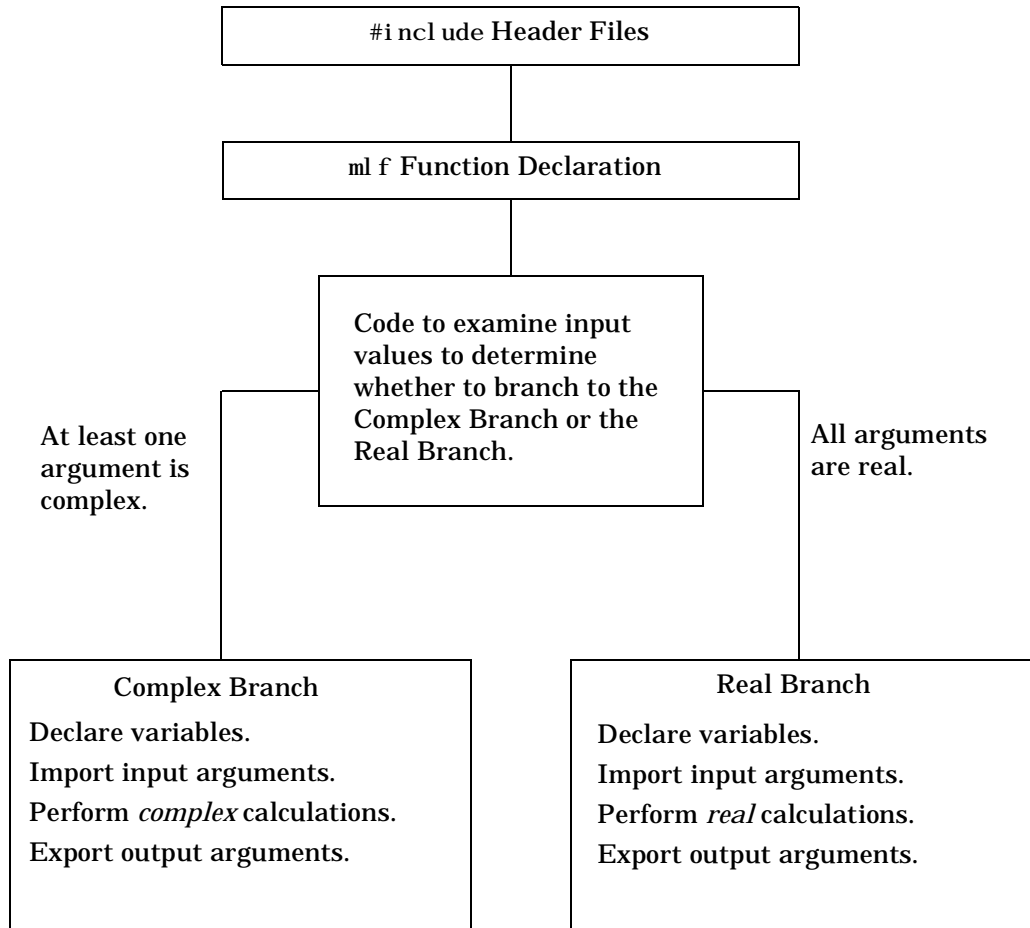 #include Header Files
mlf Function Declaration
Code to examine input
values to determine
whether to branch to the
Complex Branch or the
Real Branch.
At least one
argument is
complex.
All arguments
are real.
Complex Branch
Declare variables.
Import input arguments.
Perform complex calculations.
Export output arguments.
Real Branch
Declare variables.
Import input arguments.
Perform real calculations.
Export output arguments.